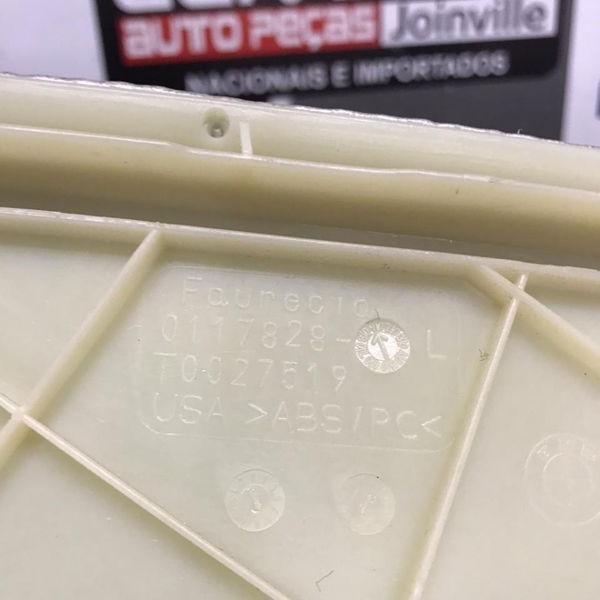 AUTO PEÇAS Joinville
NACIONAIS E IMPORTADOS
Faurecia
0117828- L
T0027519
USA >ABS/PC<